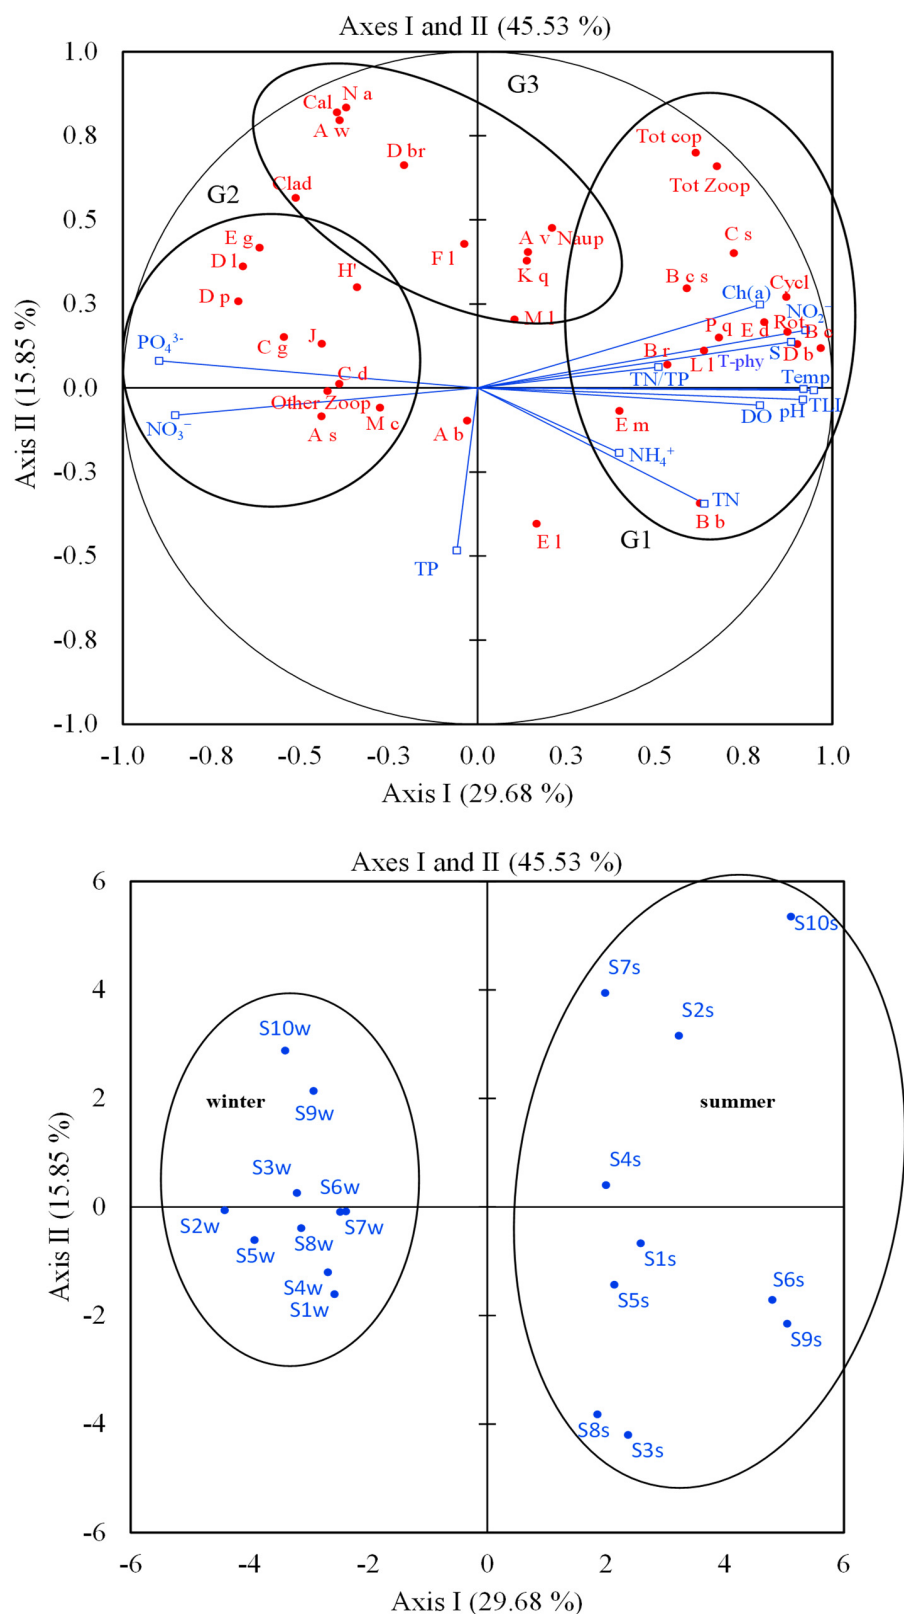 Axes I and II (45.53 %)
1.0
0.8
0.5
0.3
0.0
-0.3
-0.5
-0.8
-1.0
Axis II (15.85 %)
G3
Cal
N a
A w
D br
Tot cop
Tot Zoop
Clad
G2
E g
D l
H'
D p
F l
A v
Naup
K q
C s
B c s
Cycl
Ch(a)
NO₂⁻
M l
P q
E d
Rot
B c
PO₄³⁻
C g
J
B r
L l
T-phy
S
D b
C d
TN/TP
Temp
Other Zoop
NO₃⁻
A s
M c
A b
E m
DO
pH
TLI
NH₄⁺
TN
B b
E l
G1
TP
-1.0
-0.8
-0.5
-0.3
0.0
0.3
0.5
0.8
1.0
Axis I (29.68 %)
Axes I and II (45.53 %)
6
4
2
0
-2
-4
-6
Axis II (15.85 %)
S10s
S7s
S2s
S10w
winter
S9w
summer
S3w
S6w
S4s
S2w
S8w
S7w
S5w
S1s
S4w
S1w
S5s
S6s
S9s
S8s
S3s
-6
-4
-2
0
2
4
6
Axis I (29.68 %)